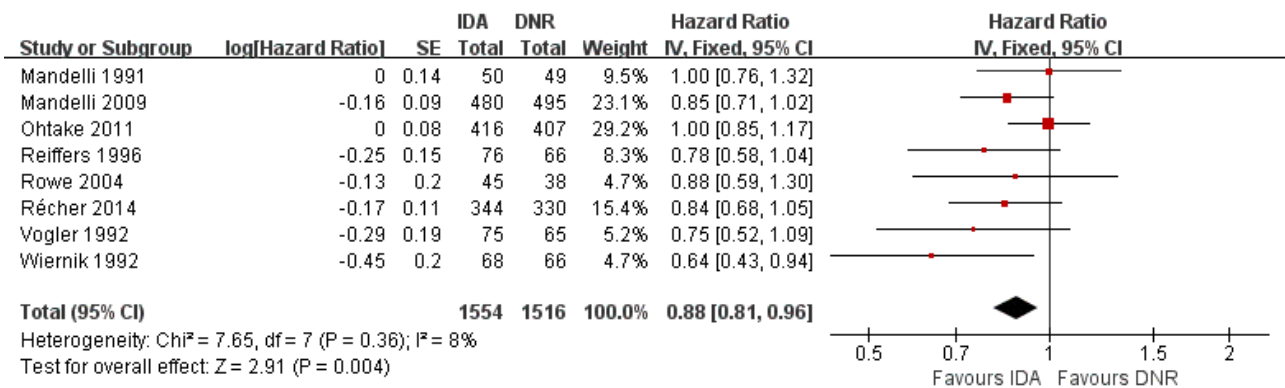 IDA DNR Hazard Ratio Hazard Ratio
Study or Subgroup log[Hazard Ratio] SE Total Total Weight IV, Fixed, 95% CI IV, Fixed, 95% CI
Mandelli 1991 0 0.14 50 49 9.5% 1.00 [0.76, 1.32]
Mandelli 2009 -0.16 0.09 480 495 23.1% 0.85 [0.71, 1.02]
Ohtake 2011 0 0.08 416 407 29.2% 1.00 [0.85, 1.17]
Reiffers 1996 -0.25 0.15 76 66 8.3% 0.78 [0.58, 1.04]
Rowe 2004 -0.13 0.2 45 38 4.7% 0.88 [0.59, 1.30]
Récher 2014 -0.17 0.11 344 330 15.4% 0.84 [0.68, 1.05]
Vogler 1992 -0.29 0.19 75 65 5.2% 0.75 [0.52, 1.09]
Wiernik 1992 -0.45 0.2 68 66 4.7% 0.64 [0.43, 0.94]
Total (95% CI) 1554 1516 100.0% 0.88 [0.81, 0.96]
Heterogeneity: Chi² = 7.65, df = 7 (P = 0.36); I² = 8%
Test for overall effect: Z = 2.91 (P = 0.004)
0.5 0.7 1 1.5 2
Favours IDA Favours DNR